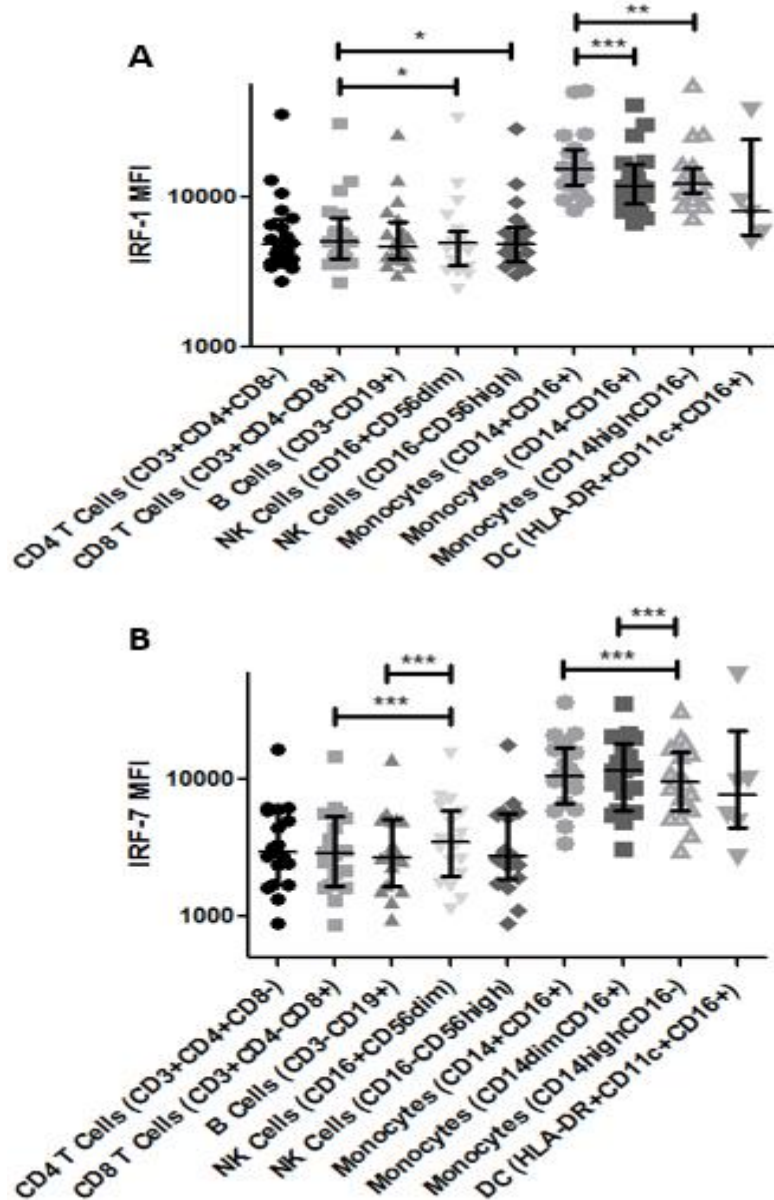 A
*
*
**
***
IRF-1 MFI
10000
1000
CD4 T Cells (CD3+CD4+CD8-)
CD8 T Cells (CD3+CD4-CD8+)
B Cells (CD3-CD19+)
NK Cells (CD16+CD56dim)
NK Cells (CD16-CD56high)
Monocytes (CD14+CD16+)
Monocytes (CD14-CD16+)
Monocytes (CD14highCD16-)
DC (HLA-DR+CD11c+CD16+)
B
***
***
***
***
IRF-7 MFI
10000
1000
CD4 T Cells (CD3+CD4+CD8-)
CD8 T Cells (CD3+CD4-CD8+)
B Cells (CD3-CD19+)
NK Cells (CD16+CD56dim)
NK Cells (CD16-CD56high)
Monocytes (CD14+CD16+)
Monocytes (CD14dimCD16+)
Monocytes (CD14highCD16-)
DC (HLA-DR+CD11c+CD16+)